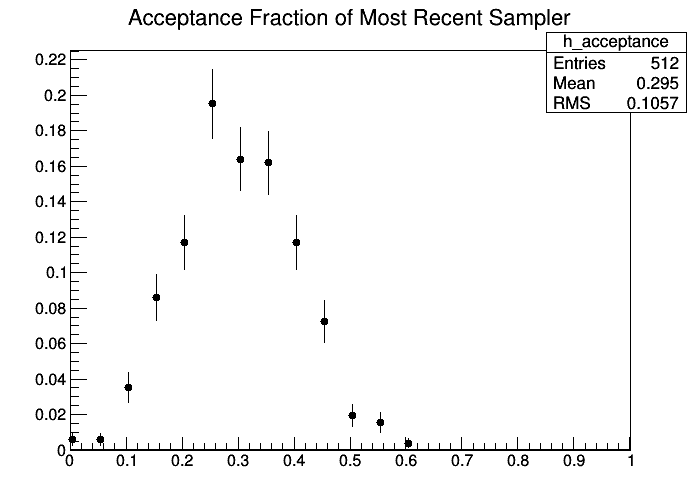 Acceptance Fraction of Most Recent Sampler
h_acceptance
Entries 512
Mean 0.295
RMS 0.1057
0.22
0.2
0.18
0.16
0.14
0.12
0.1
0.08
0.06
0.04
0.02
0
0 0.1 0.2 0.3 0.4 0.5 0.6 0.7 0.8 0.9 1